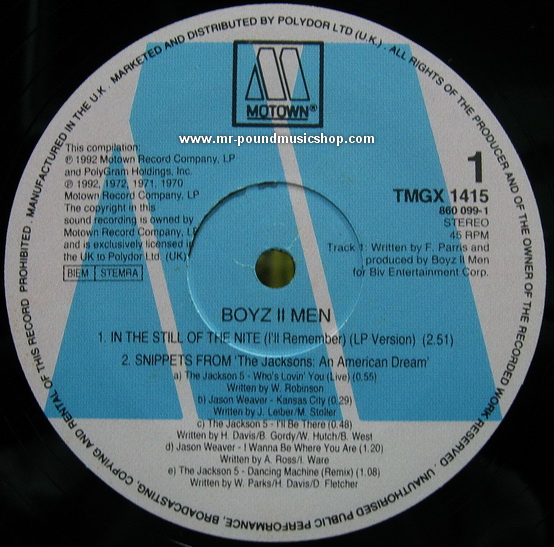 MANUFACTURED IN THE U.K. · MARKETED AND DISTRIBUTED BY POLYDOR LTD (U.K.) · ALL RIGHTS OF THE PRODUCER AND OF THE OWNER OF THE RECORDED WORK RESERVED. UNAUTHORISED PUBLIC PERFORMANCE, BROADCASTING, COPYING AND RENTAL OF THIS RECORD PROHIBITED.
MOTOWN®
www.mr-poundmusicshop.com
This compilation:
℗ 1992 Motown Record Company, LP
and PolyGram Holdings, Inc.
℗ 1992, 1972, 1971, 1970
Motown Record Company, LP
The copyright in this
sound recording is owned by
Motown Record Company, LP
and is exclusively licensed in
the UK to Polydor Ltd. (UK)
BIEM STEMRA
1
TMGX 1415
860 099-1
STEREO
45 RPM
Track 1: Written by F. Parris and
produced by Boyz II Men
for Biv Entertainment Corp.
BOYZ II MEN
1. IN THE STILL OF THE NITE (I'll Remember) (LP Version) (2.51)
2. SNIPPETS FROM 'The Jacksons: An American Dream'
a) The Jackson 5 - Who's Lovin' You (Live) (0.55)
Written by W. Robinson
b) Jason Weaver - Kansas City (0.29)
Written by J. Leiber/M. Stoller
c) The Jackson 5 - I'll Be There (0.48)
Written by H. Davis/B. Gordy/W. Hutch/B. West
d) Jason Weaver - I Wanna Be Where You Are (1.20)
Written by A. Ross/I. Ware
e) The Jackson 5 - Dancing Machine (Remix) (1.08)
Written by W. Parks/H. Davis/D. Fletcher